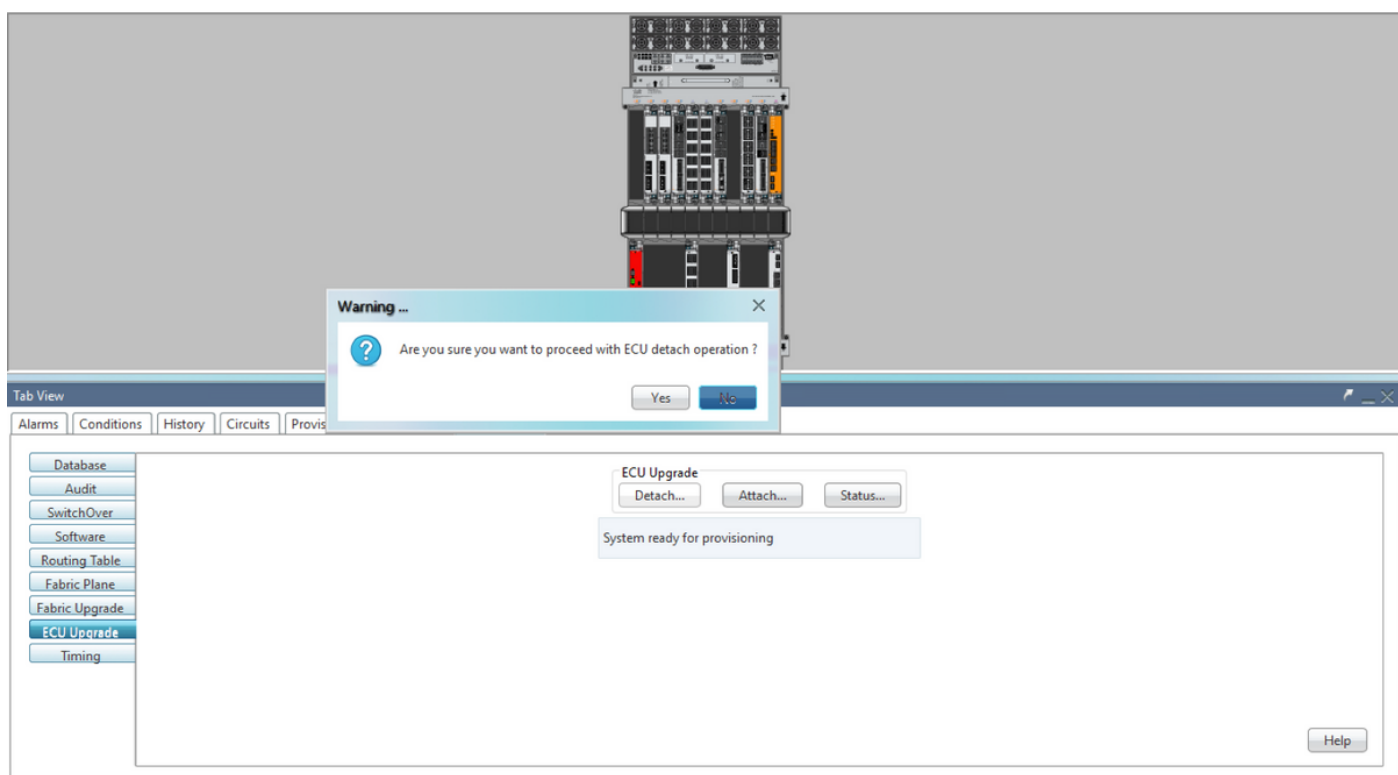 Warning ...
Are you sure you want to proceed with ECU detach operation ?
Yes
No
Tab View
Alarms
Conditions
History
Circuits
Provis
Database
Audit
SwitchOver
Software
Routing Table
Fabric Plane
Fabric Upgrade
ECU Upgrade
Timing
ECU Upgrade
Detach...
Attach...
Status...
System ready for provisioning
Help